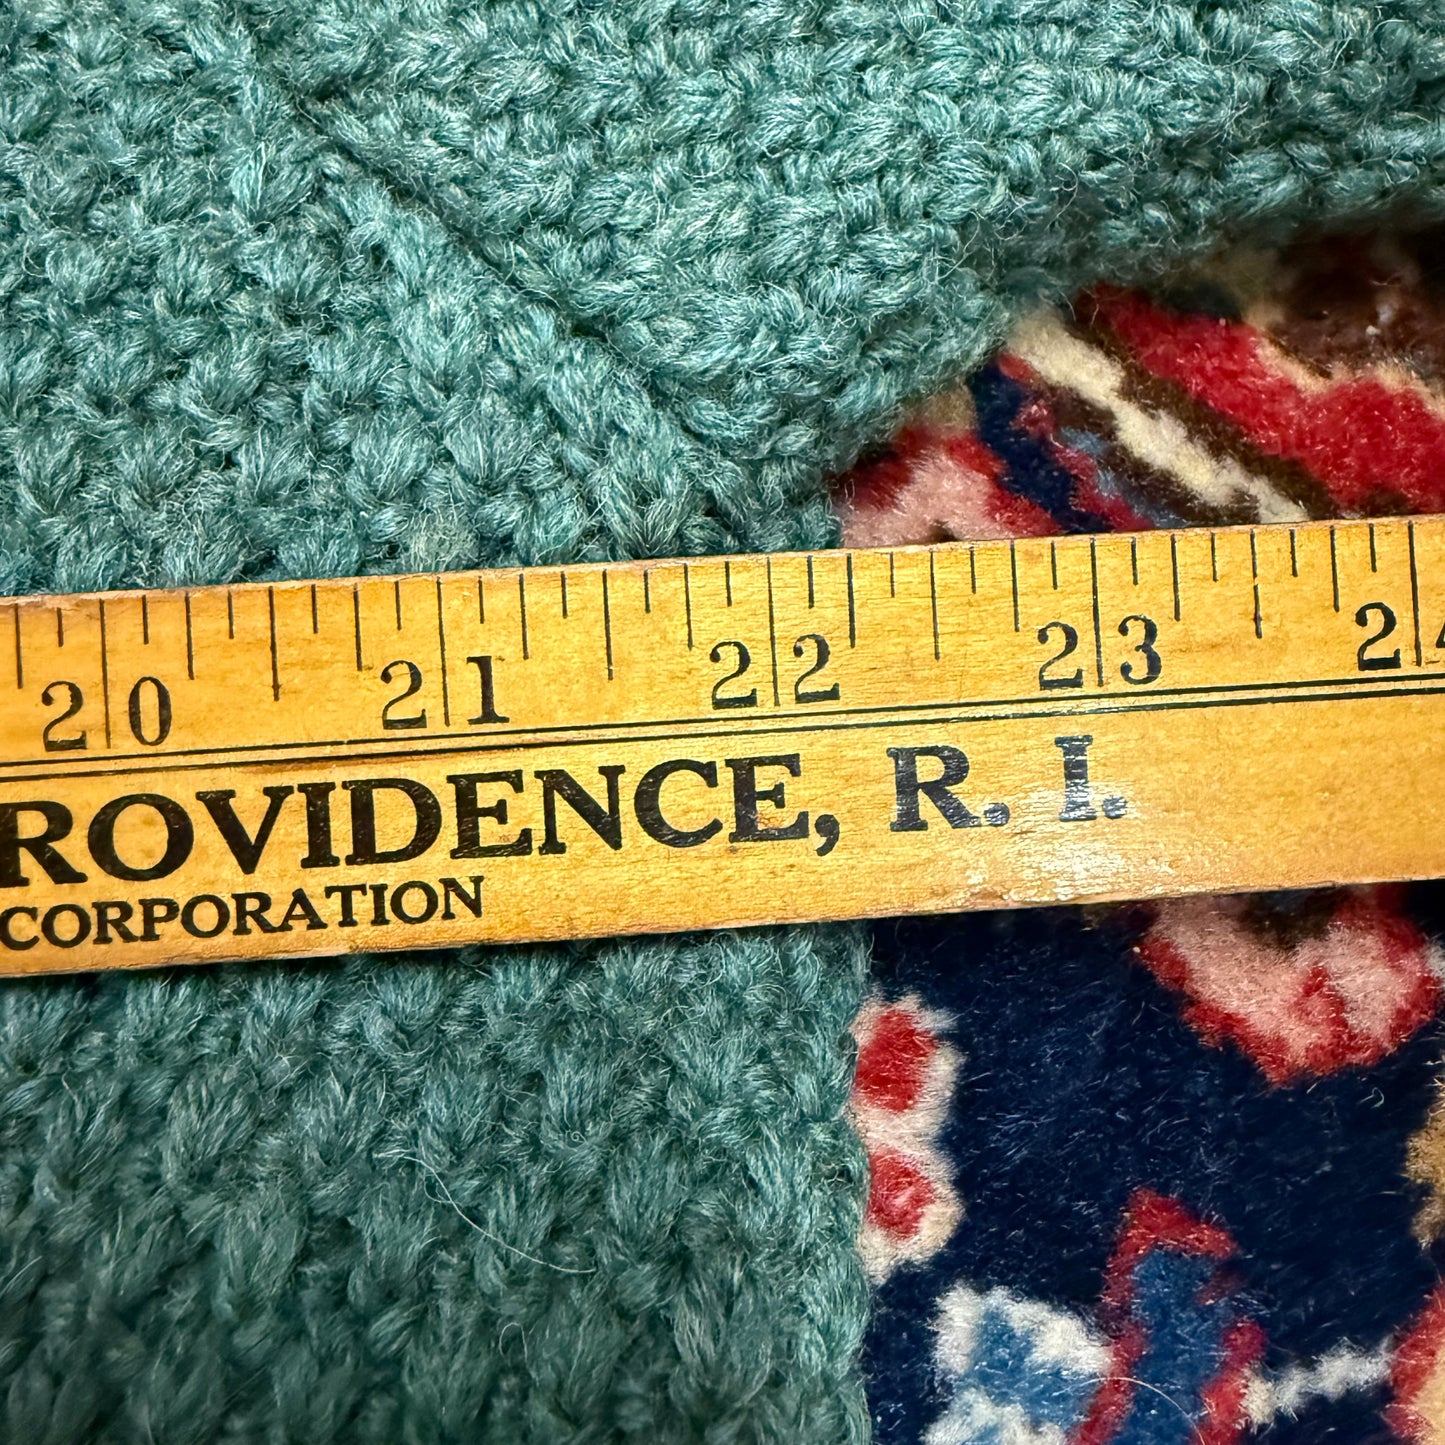 20 21 22 23 24
ROVIDENCE, R. I.
CORPORATION